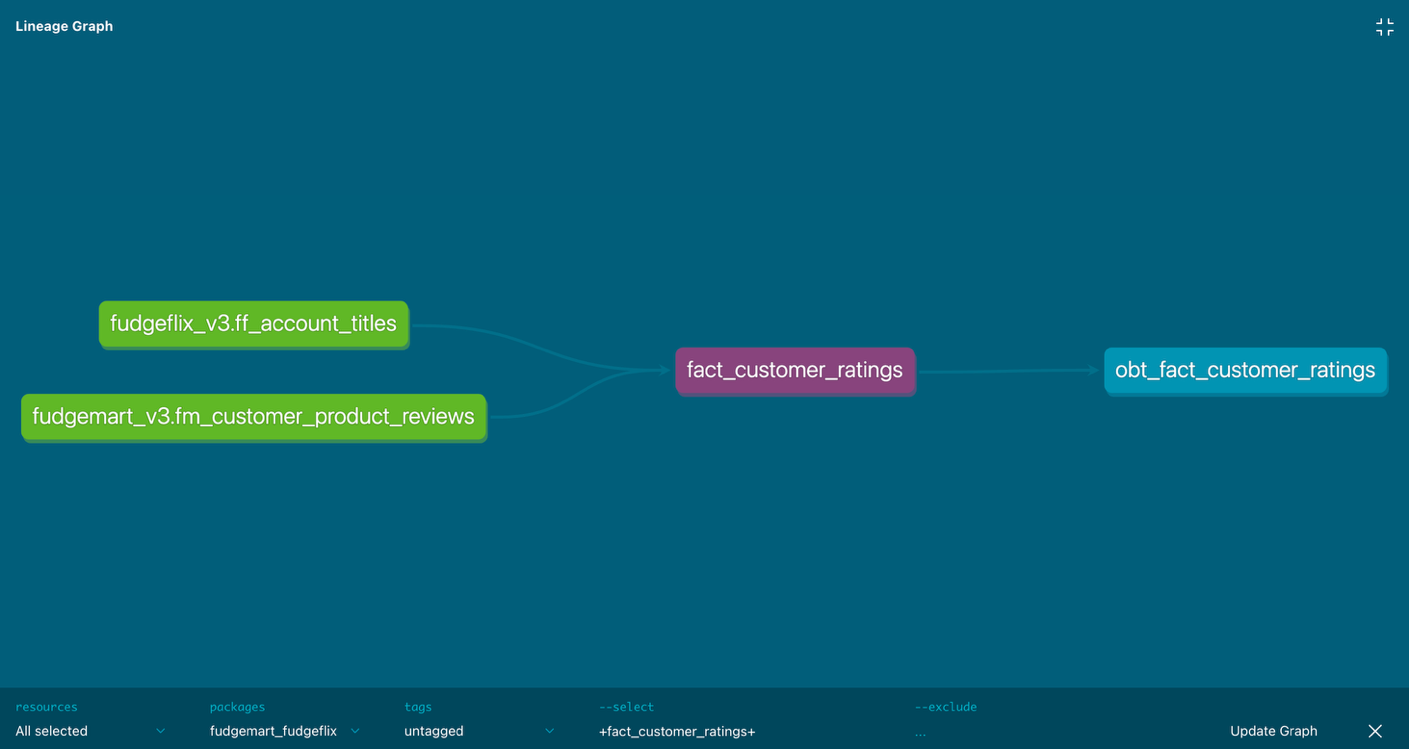 Lineage Graph
fudgeflix_v3.ff_account_titles
fudgemart_v3.fm_customer_product_reviews
fact_customer_ratings
obt_fact_customer_ratings
resources packages tags --select --exclude
All selected fudgemart_fudgeflix untagged +fact_customer_ratings+ ... Update Graph